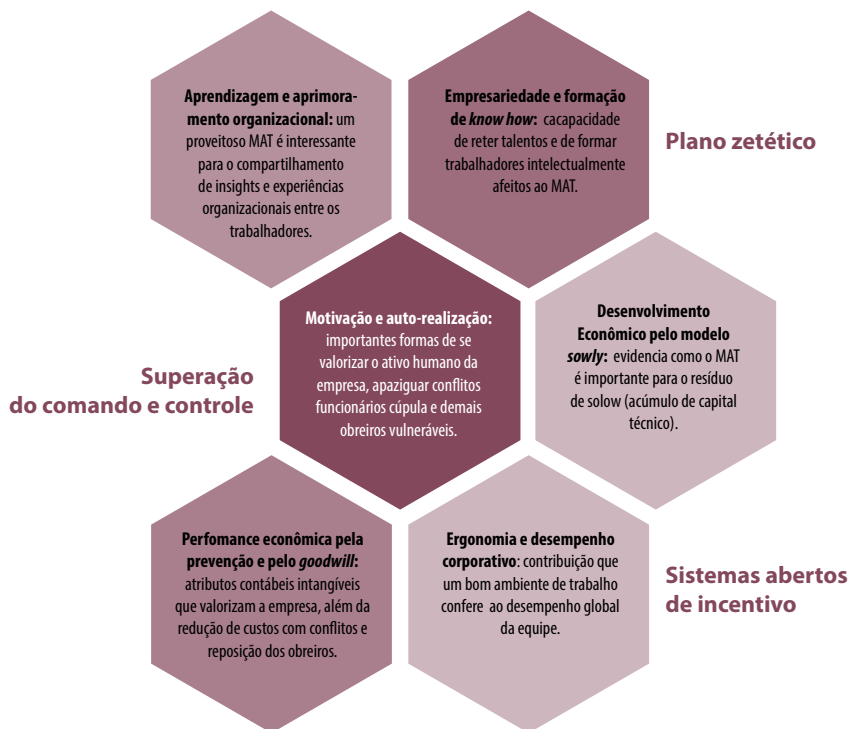 Aprendizagem e aprimora-
mento organizacional: um
proveitoso MAT é interessante
para o compartilhamento
de insights e experiências
organizacionais entre os
trabalhadores.
Empresariedade e formação
de know how: cacapacidade
de reter talentos e de formar
trabalhadores intelectualmente
afeitos ao MAT.
Plano zetético
Superação
do comando e controle
Motivação e auto-realização:
importantes formas de se
valorizar o ativo humano da
empresa, apaziguar conflitos
funcionários cúpula e demais
obreiros vulneráveis.
Desenvolvimento
Econômico pelo modelo
sowly: evidencia como o MAT
é importante para o resíduo
de solow (acúmulo de capital
técnico).
Perfomance econômica pela
prevenção e pelo goodwill:
atributos contábeis intangíveis
que valorizam a empresa, além da
redução de custos com conflitos e
reposição dos obreiros.
Ergonomia e desempenho
corporativo: contribuição que
um bom ambiente de trabalho
confere ao desempenho global
da equipe.
Sistemas abertos
de incentivo